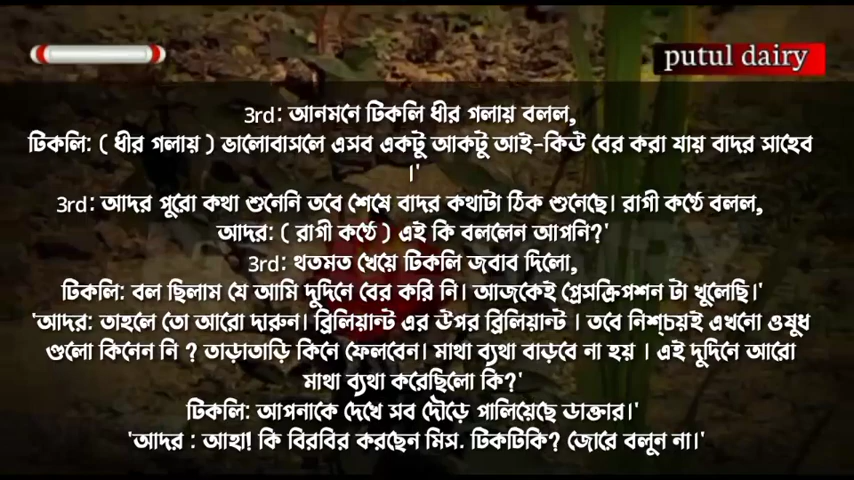 putul dairy
3rd: আনমনে টিকলি ধীর গলায় বলল,
টিকলি: ( ধীর গলায় ) ভালোবাসলে এসব একটু আকটু আই-কিউ বের করা যায় বাদর সাহেব
।'
3rd: আদর পুরো কথা শুনেনি তবে শেষে বাদর কথাটা ঠিক শুনেছে। রাগী কণ্ঠে বলল,
আদর: ( রাগী কণ্ঠে ) এই কি বললেন আপনি?'
3rd: থতমত খেয়ে টিকলি জবাব দিলো,
টিকলি: বল ছিলাম যে আমি দুদিনে বের করি নি। আজকেই প্রেসক্রিপশন টা খুলেছি।'
'আদর: তাহলে তো আরো দারুন। ব্রিলিয়ান্ট এর উপর ব্রিলিয়ান্ট । তবে নিশ্চয়ই এখনো ওষুধ
গুলো কিনেন নি ? তাড়াতাড়ি কিনে ফেলবেন। মাথা ব্যথা বাড়বে না হয় । এই দুদিনে আরো
মাথা ব্যথা করেছিলো কি?'
টিকলি: আপনাকে দেখে সব দৌড়ে পালিয়েছে ডাক্তার।'
'আদর : আহা! কি বিরবির করছেন মিস. টিকটিকি? জোরে বলুন না।'